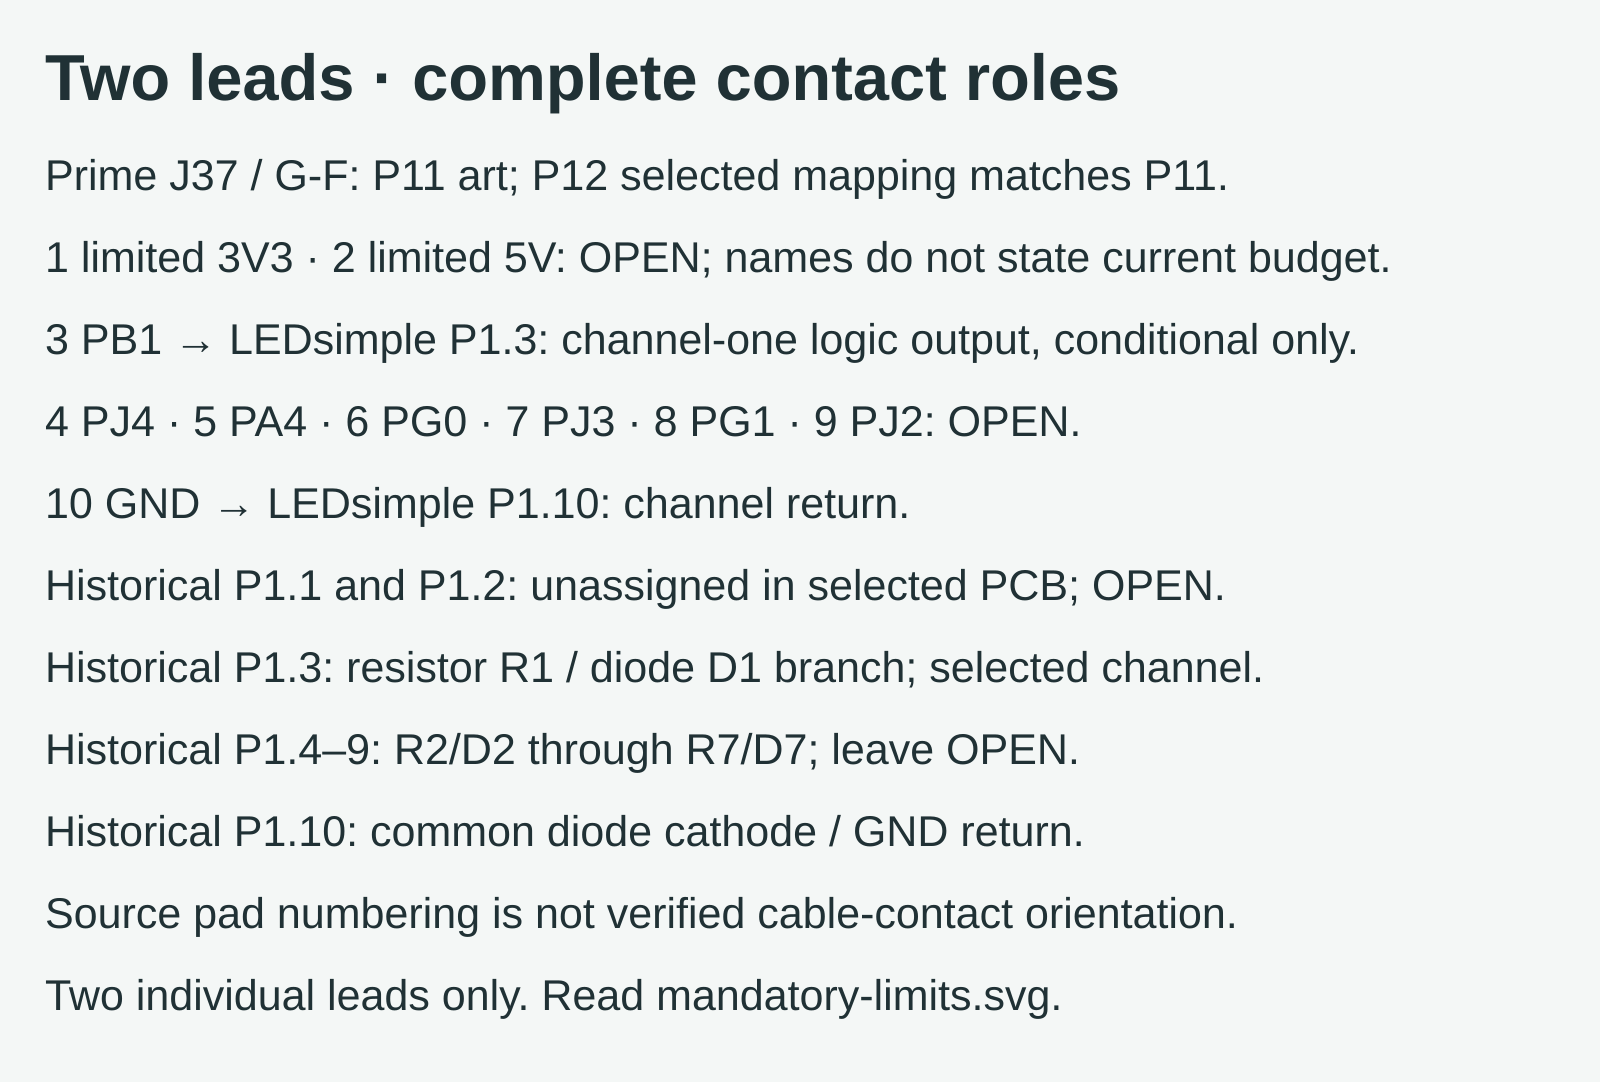 Two leads · complete contact roles
Prime J37 / G-F: P11 art; P12 selected mapping matches P11.
1 limited 3V3 · 2 limited 5V: OPEN; names do not state current budget.
3 PB1 → LEDsimple P1.3: channel-one logic output, conditional only.
4 PJ4 · 5 PA4 · 6 PG0 · 7 PJ3 · 8 PG1 · 9 PJ2: OPEN.
10 GND → LEDsimple P1.10: channel return.
Historical P1.1 and P1.2: unassigned in selected PCB; OPEN.
Historical P1.3: resistor R1 / diode D1 branch; selected channel.
Historical P1.4–9: R2/D2 through R7/D7; leave OPEN.
Historical P1.10: common diode cathode / GND return.
Source pad numbering is not verified cable-contact orientation.
Two individual leads only. Read mandatory-limits.svg.